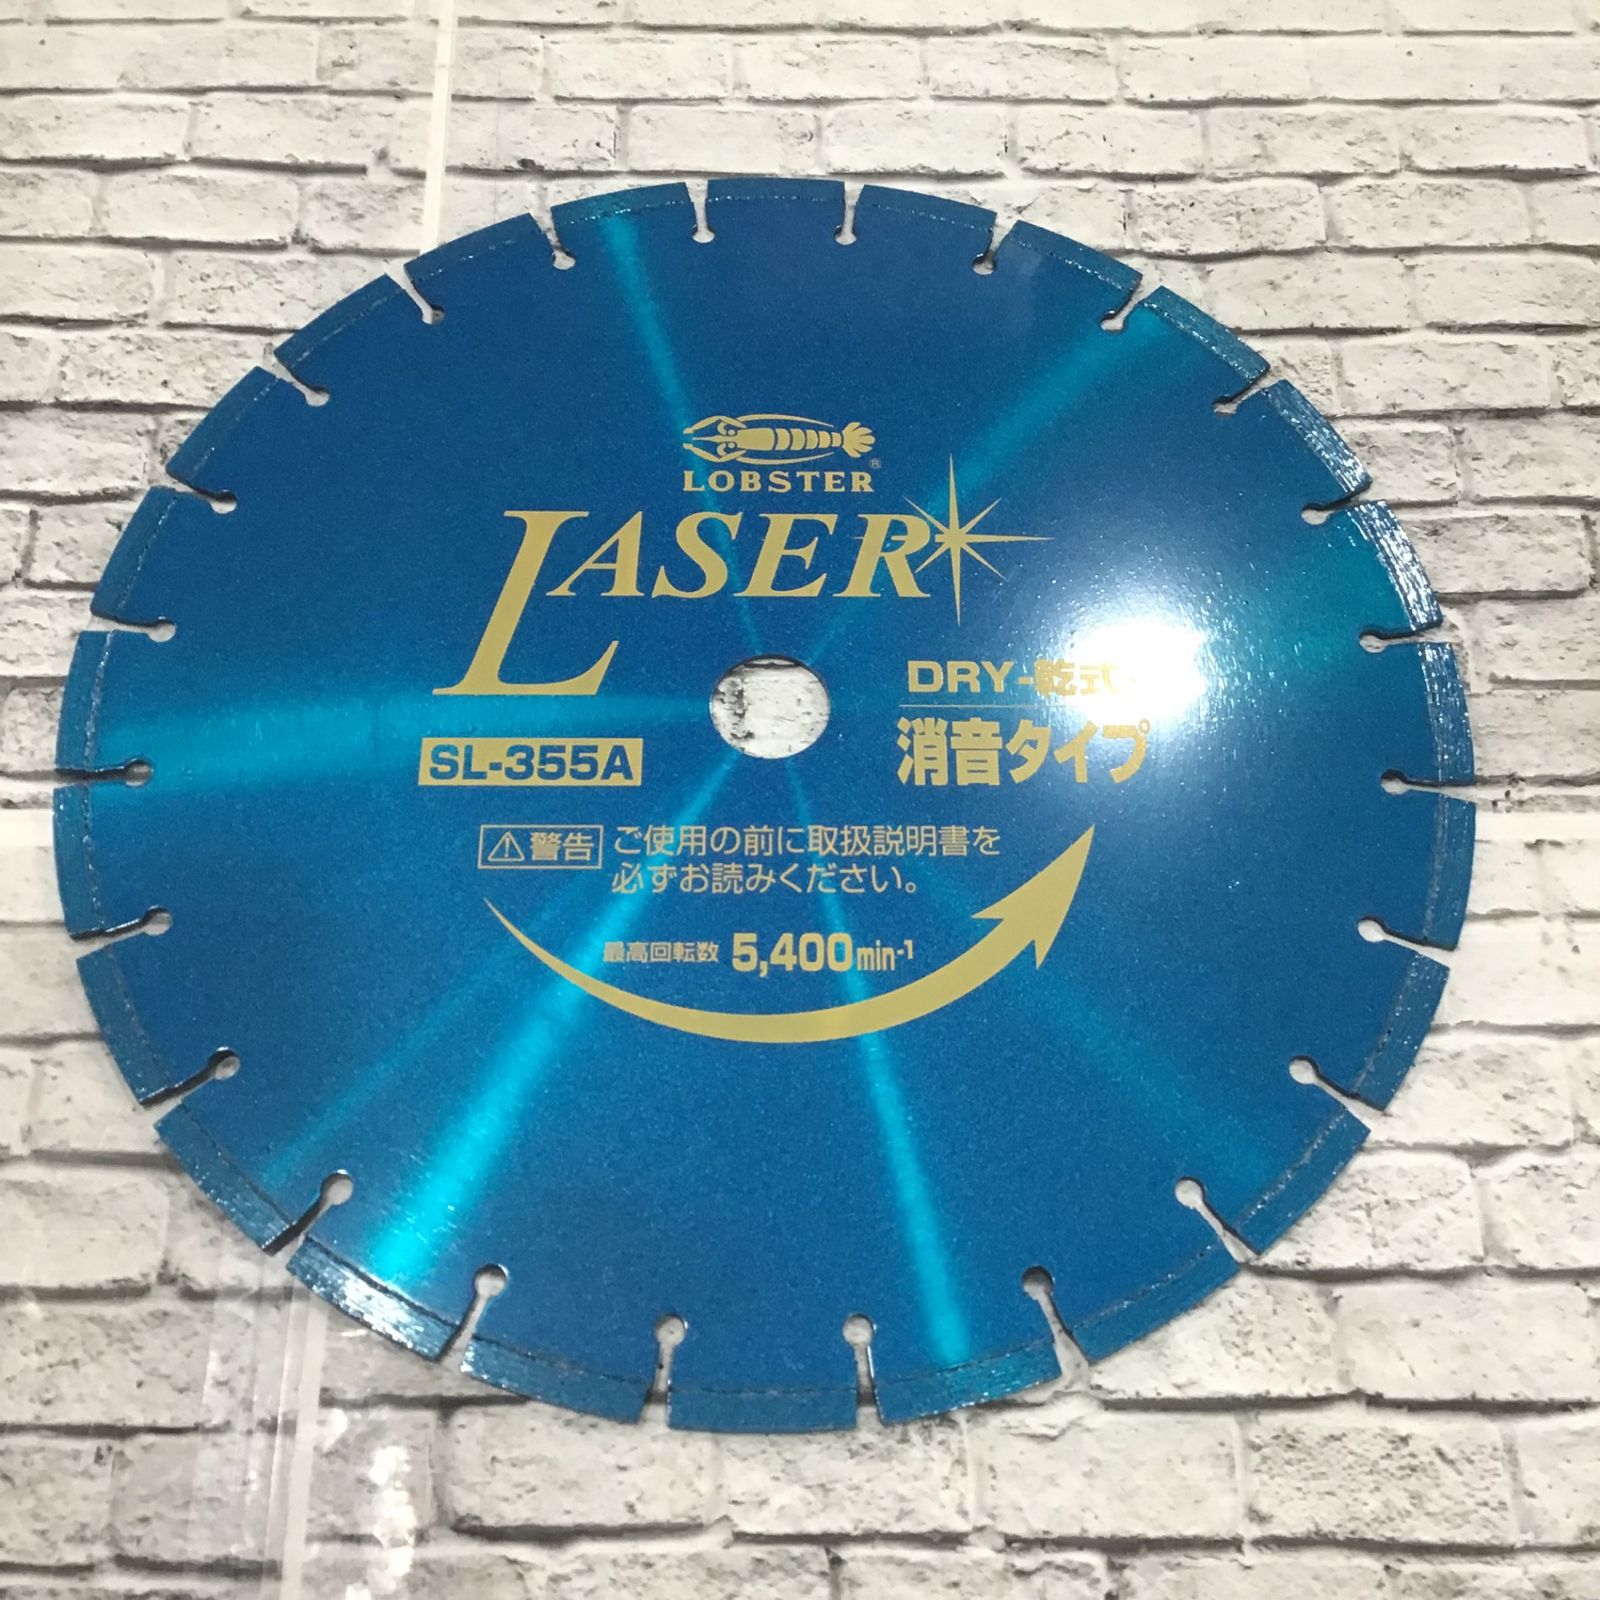 LOBSTER®
LASER
DRY-乾式-
消音タイプ
SL-355A
警告 ご使用の前に取扱説明書を
必ずお読みください。
最高回転数 5,400min-1